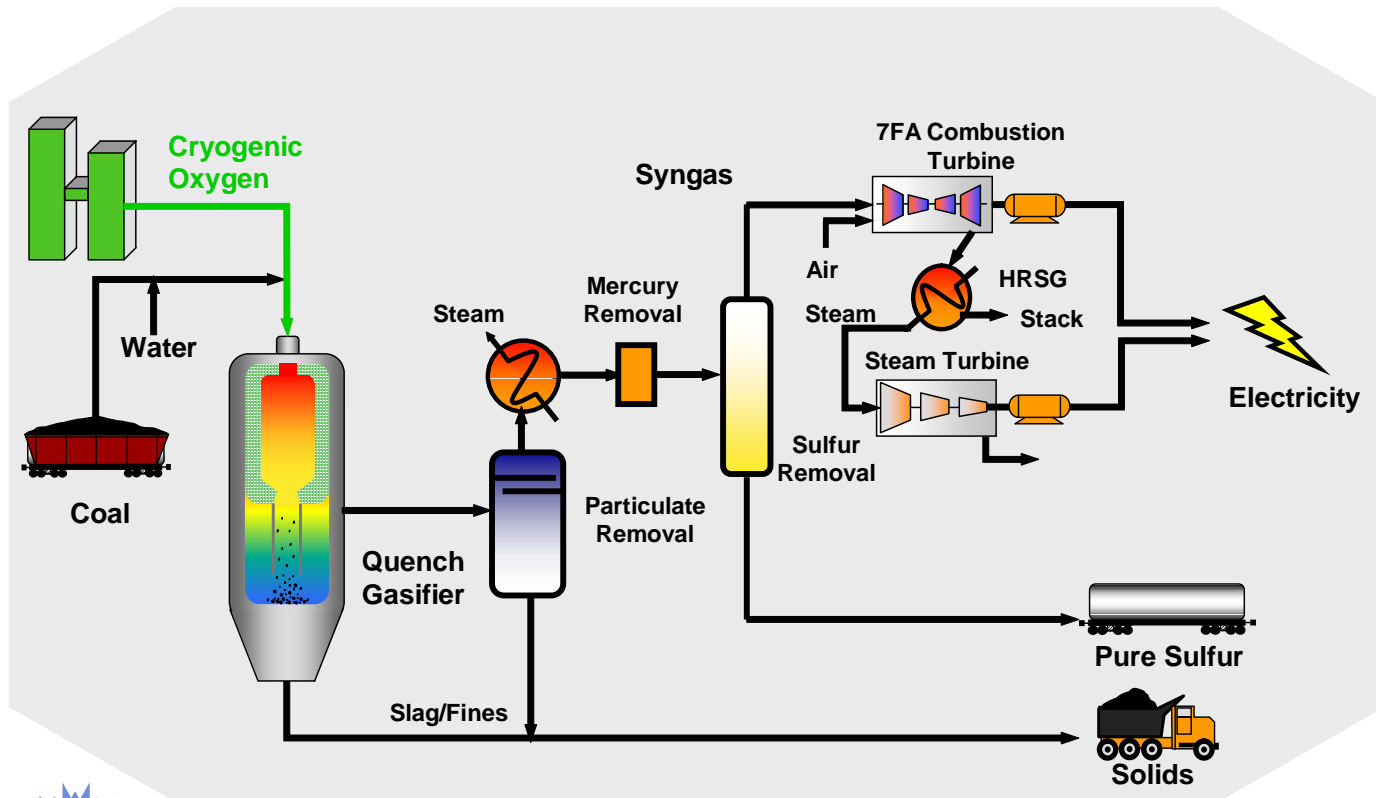 Cryogenic
Oxygen
Water
Coal
Quench
Gasifier
Slag/Fines
Steam
Particulate
Removal
Mercury
Removal
Syngas
Sulfur
Removal
7FA Combustion
Turbine
Air
HRSG
Steam
Stack
Steam Turbine
Electricity
Pure Sulfur
Solids